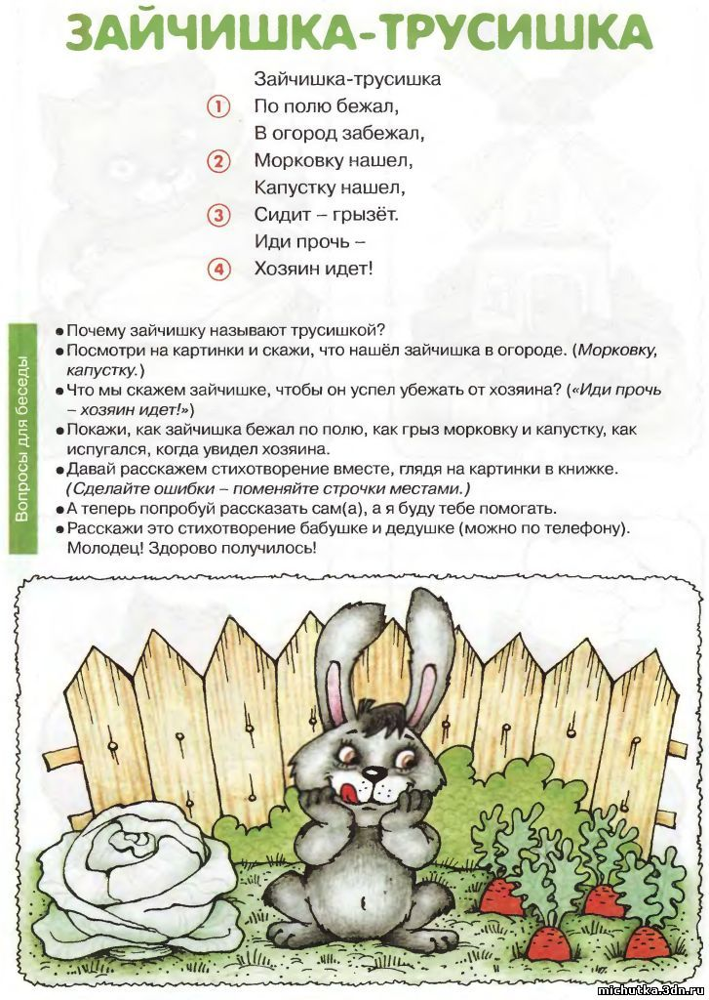 ЗАЙЧИШКА-ТРУСИШКА
Зайчишка-трусишка
1 По полю бежал,
В огород забежал,
2 Морковку нашел,
Капустку нашел,
3 Сидит – грызёт.
Иди прочь –
4 Хозяин идет!
Вопросы для беседы
● Почему зайчишку называют трусишкой?
● Посмотри на картинки и скажи, что нашёл зайчишка в огороде. (Морковку,
капустку.)
● Что мы скажем зайчишке, чтобы он успел убежать от хозяина? («Иди прочь
– хозяин идет!»)
● Покажи, как зайчишка бежал по полю, как грыз морковку и капустку, как
испугался, когда увидел хозяина.
● Давай расскажем стихотворение вместе, глядя на картинки в книжке.
(Сделайте ошибки – поменяйте строчки местами.)
● А теперь попробуй рассказать сам(а), а я буду тебе помогать.
● Расскажи это стихотворение бабушке и дедушке (можно по телефону).
Молодец! Здорово получилось!
michutka.3dn.ru